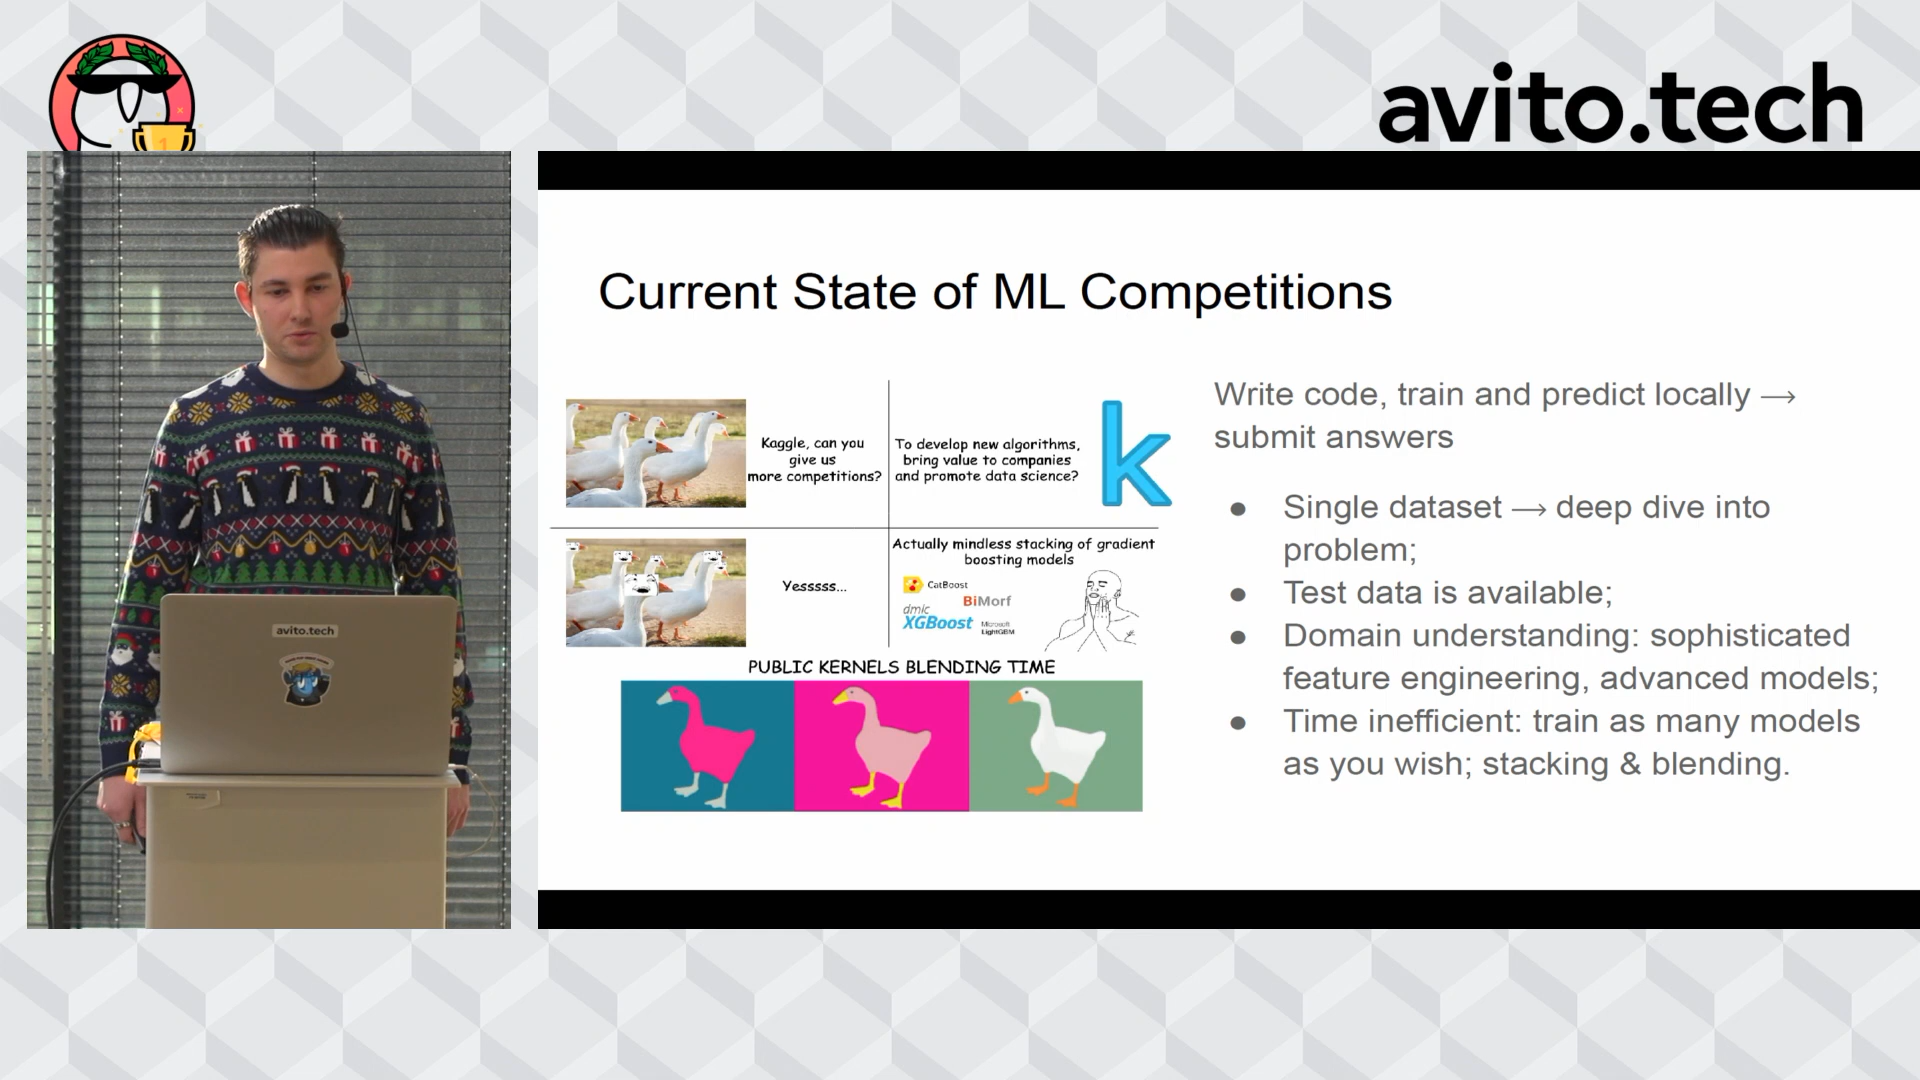 avito.tech
1
Current State of ML Competitions
Kaggle, can you
give us
more competitions?
To develop new algorithms,
bring value to companies
and promote data science?
k
Yesssss...
Actually mindless stacking of gradient
boosting models
CatBoost
BiMorf
dmlc
XGBoost
Microsoft
LightGBM
PUBLIC KERNELS BLENDING TIME
Write code, train and predict locally →
submit answers
● Single dataset → deep dive into
problem;
● Test data is available;
● Domain understanding: sophisticated
feature engineering, advanced models;
● Time inefficient: train as many models
as you wish; stacking & blending.
avito.tech